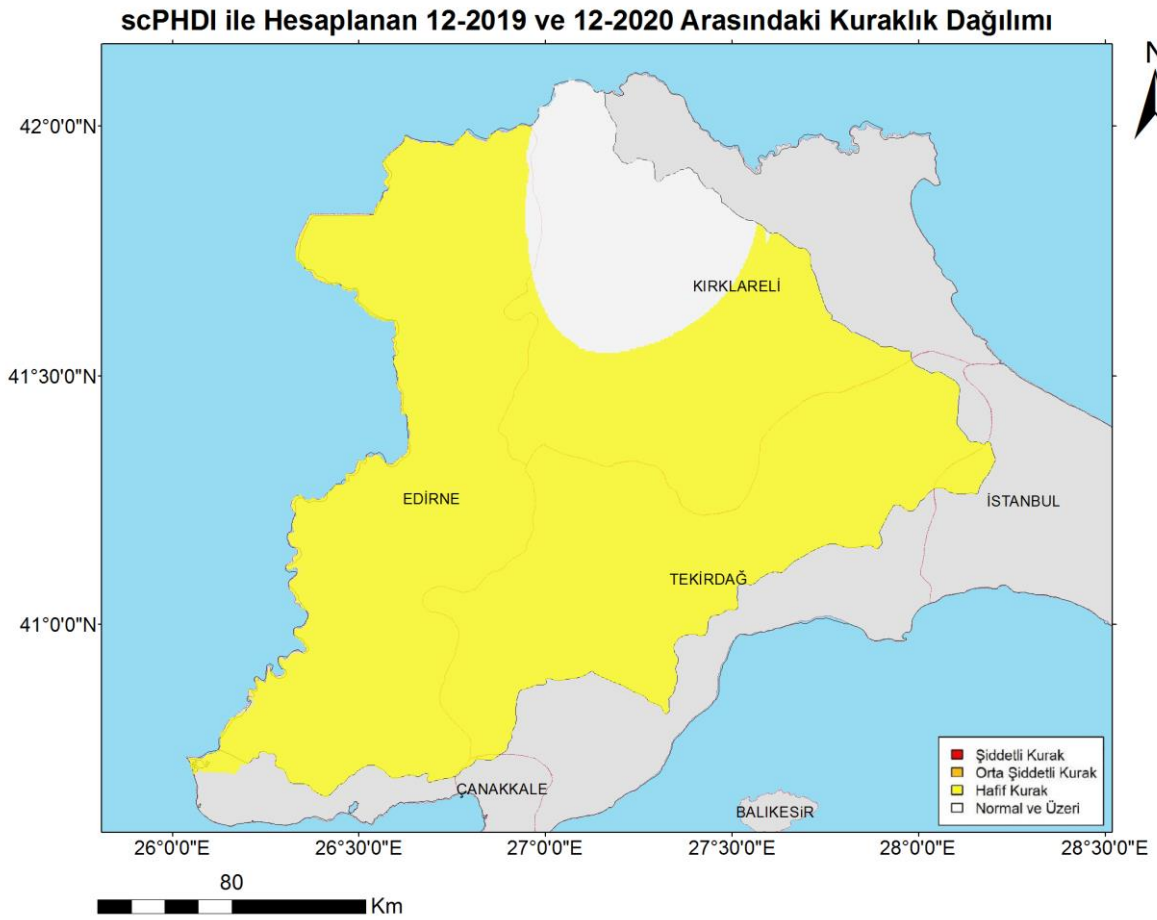 scPHDI ile Hesaplanan 12-2019 ve 12-2020 Arasındaki Kuraklık Dağılımı
N
42°0'0"N
KIRKLARELİ
41°30'0"N
EDİRNE
İSTANBUL
TEKİRDAĞ
41°0'0"N
Şiddetli Kurak
Orta Şiddetli Kurak
Hafif Kurak
Normal ve Üzeri
ÇANAKKALE
BALIKESİR
26°0'0"E 26°30'0"E 27°0'0"E 27°30'0"E 28°0'0"E 28°30'0"E
80
Km